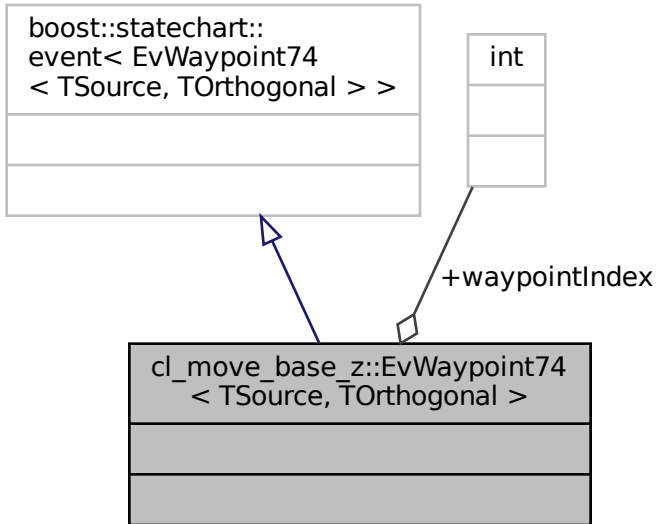 boost::statechart::
event< EvWaypoint74
< TSource, TOrthogonal > >
int
+waypointIndex
cl_move_base_z::EvWaypoint74
< TSource, TOrthogonal >